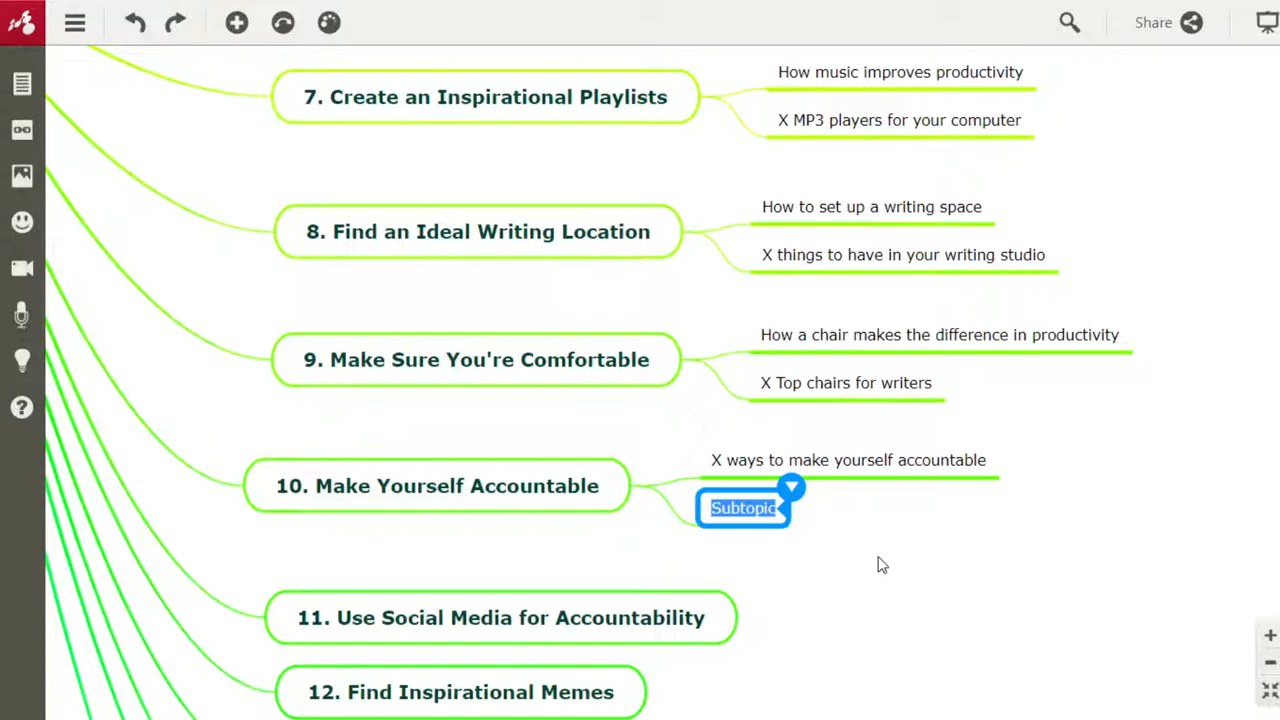 Share
7. Create an Inspirational Playlists
How music improves productivity
X MP3 players for your computer
8. Find an Ideal Writing Location
How to set up a writing space
X things to have in your writing studio
9. Make Sure You're Comfortable
How a chair makes the difference in productivity
X Top chairs for writers
10. Make Yourself Accountable
X ways to make yourself accountable
Subtopic
11. Use Social Media for Accountability
12. Find Inspirational Memes